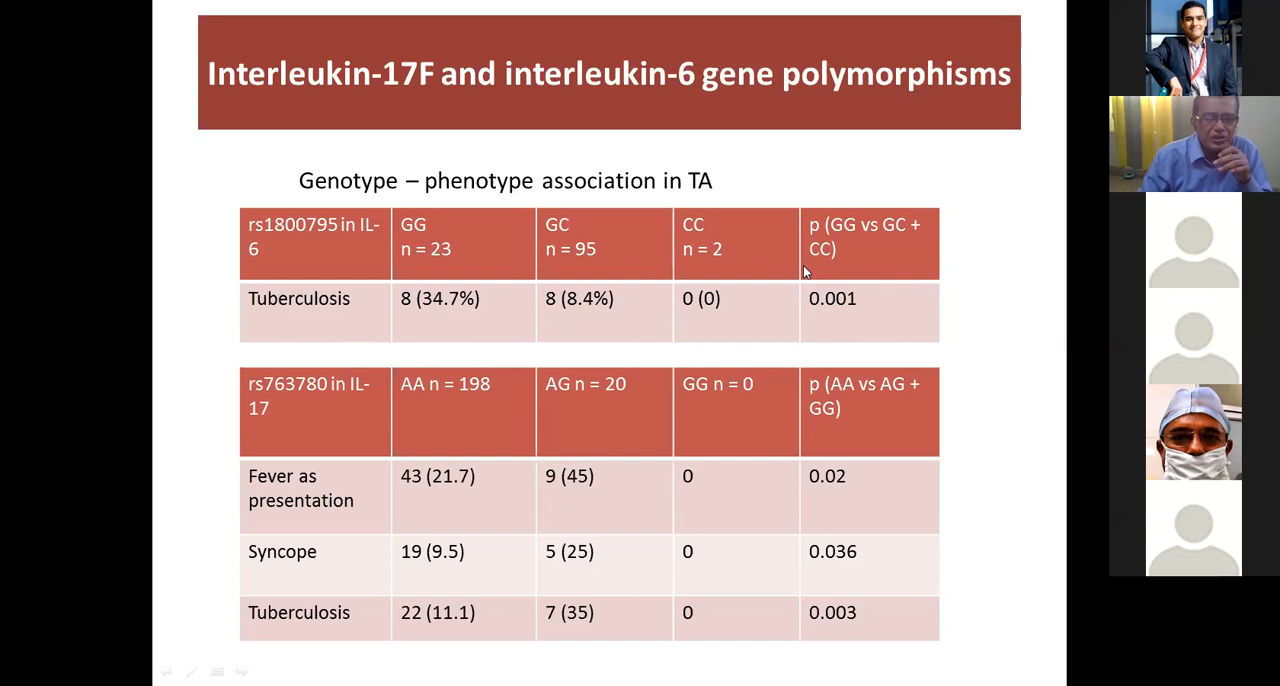 Interleukin-17F and interleukin-6 gene polymorphisms
Genotype – phenotype association in TA
rs1800795 in IL-
6
GG
n = 23
GC
n = 95
CC
n = 2
p (GG vs GC +
CC)
Tuberculosis
8 (34.7%)
8 (8.4%)
0 (0)
0.001
rs763780 in IL-
17
AA n = 198
AG n = 20
GG n = 0
p (AA vs AG +
GG)
Fever as
presentation
43 (21.7)
9 (45)
0
0.02
Syncope
19 (9.5)
5 (25)
0
0.036
Tuberculosis
22 (11.1)
7 (35)
0
0.003